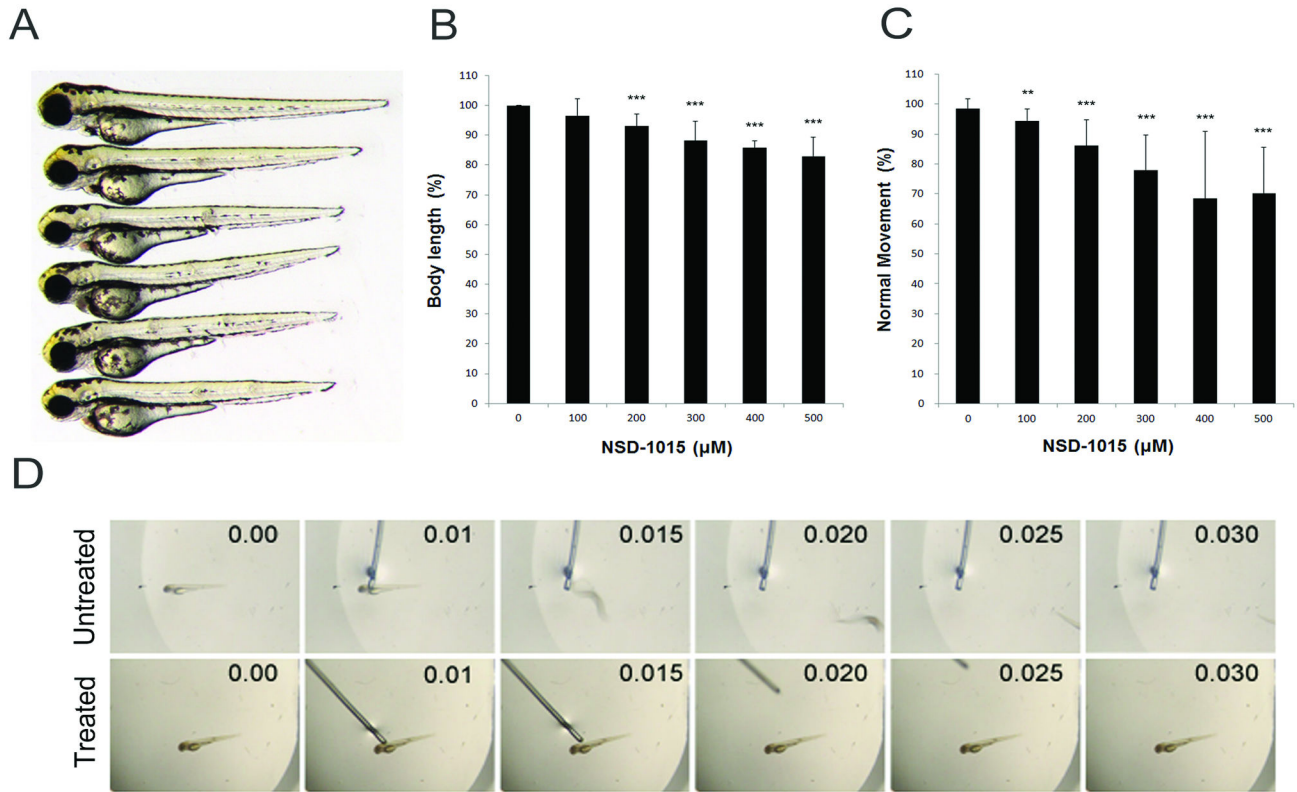 A
B
C
110
100
90
80
70
60
50
40
30
20
10
0
Body length (%)
*** *** *** ***
0 100 200 300 400 500
NSD-1015 (µM)
110
100
90
80
70
60
50
40
30
20
10
0
Normal Movement (%)
** *** *** *** ***
0 100 200 300 400 500
NSD-1015 (µM)
D
Untreated
0.00 0.01 0.015 0.020 0.025 0.030
Treated
0.00 0.01 0.015 0.020 0.025 0.030